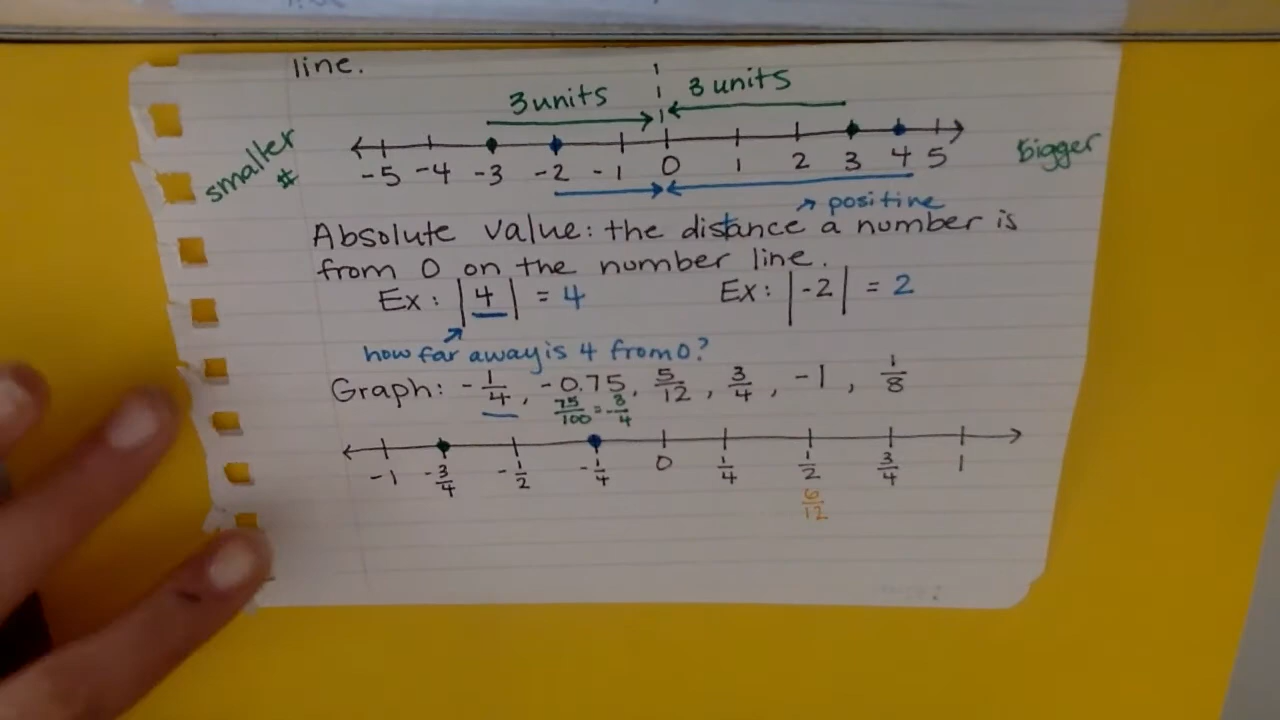 line.
3 units 3 units
smaller # bigger
-5 -4 -3 -2 -1 0 1 2 3 4 5
positive
Absolute value: the distance a number is
from 0 on the number line.
Ex: |4| = 4 Ex: |-2| = 2
how far away is 4 from 0?
Graph: -1/4, -0.75, 5/12, 3/4, -1, 1/8
75/100 = -3/4
-1 -3/4 -1/2 -1/4 0 1/4 1/2 3/4 1
6/12